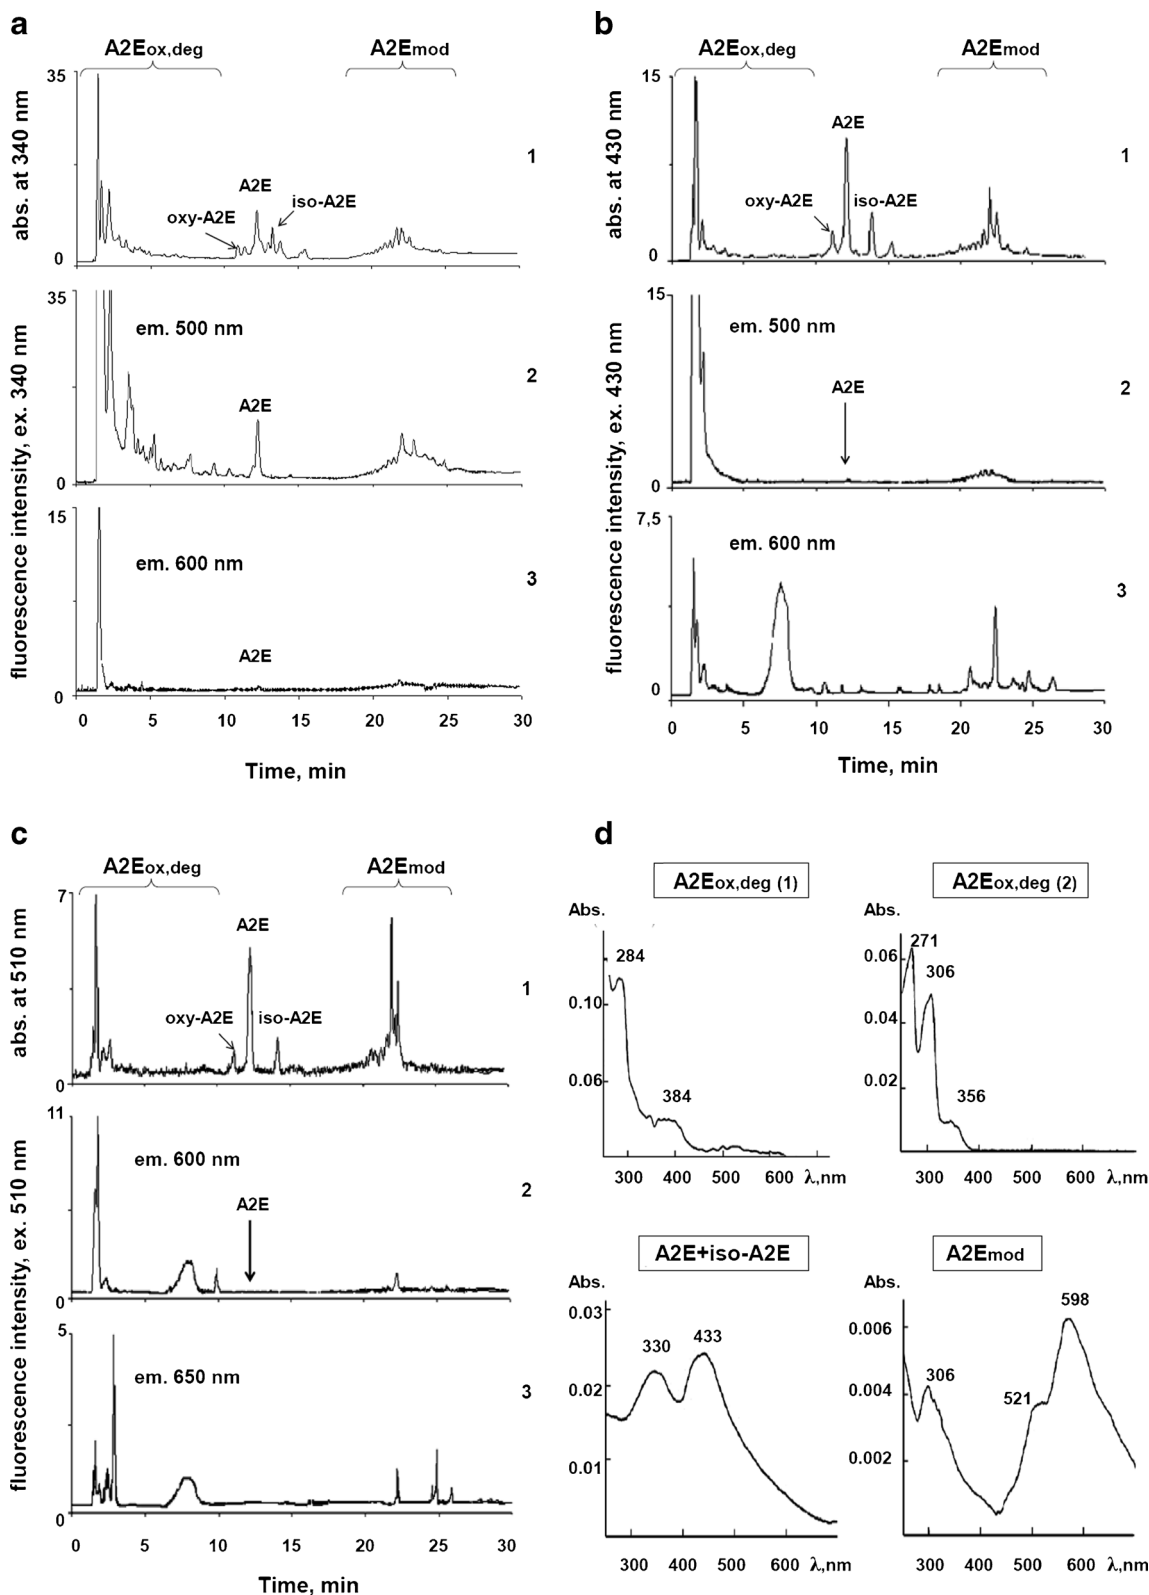 a
A2Eox,deg
A2Emod
abs. at 340 nm
35
0
oxy-A2E
A2E
iso-A2E
1
fluorescence intensity, ex. 340 nm
35
em. 500 nm
A2E
2
0
15
em. 600 nm
A2E
3
0
0 5 10 15 20 25 30
Time, min
b
A2Eox,deg
A2Emod
abs. at 430 nm
15
0
A2E
oxy-A2E
iso-A2E
1
fluorescence intensity, ex. 430 nm
15
em. 500 nm
A2E
2
0
7,5
em. 600 nm
3
0
0 5 10 15 20 25 30
Time, min
c
A2Eox,deg
A2Emod
abs. at 510 nm
7
0
A2E
oxy-A2E
iso-A2E
1
fluorescence intensity, ex. 510 nm
11
em. 600 nm
A2E
2
0
5
em. 650 nm
3
0
0 5 10 15 20 25 30
Time, min
d
A2Eox,deg (1)
Abs.
284
0.10
0.06
384
300 400 500 600 λ,nm
A2Eox,deg (2)
Abs.
271
0.06
306
0.04
0.02
356
300 400 500 600 λ,nm
A2E+iso-A2E
Abs.
0.03
330
433
0.02
0.01
300 400 500 600 λ,nm
A2Emod
Abs.
598
0.006
306
521
0.004
0.002
300 400 500 600 λ,nm